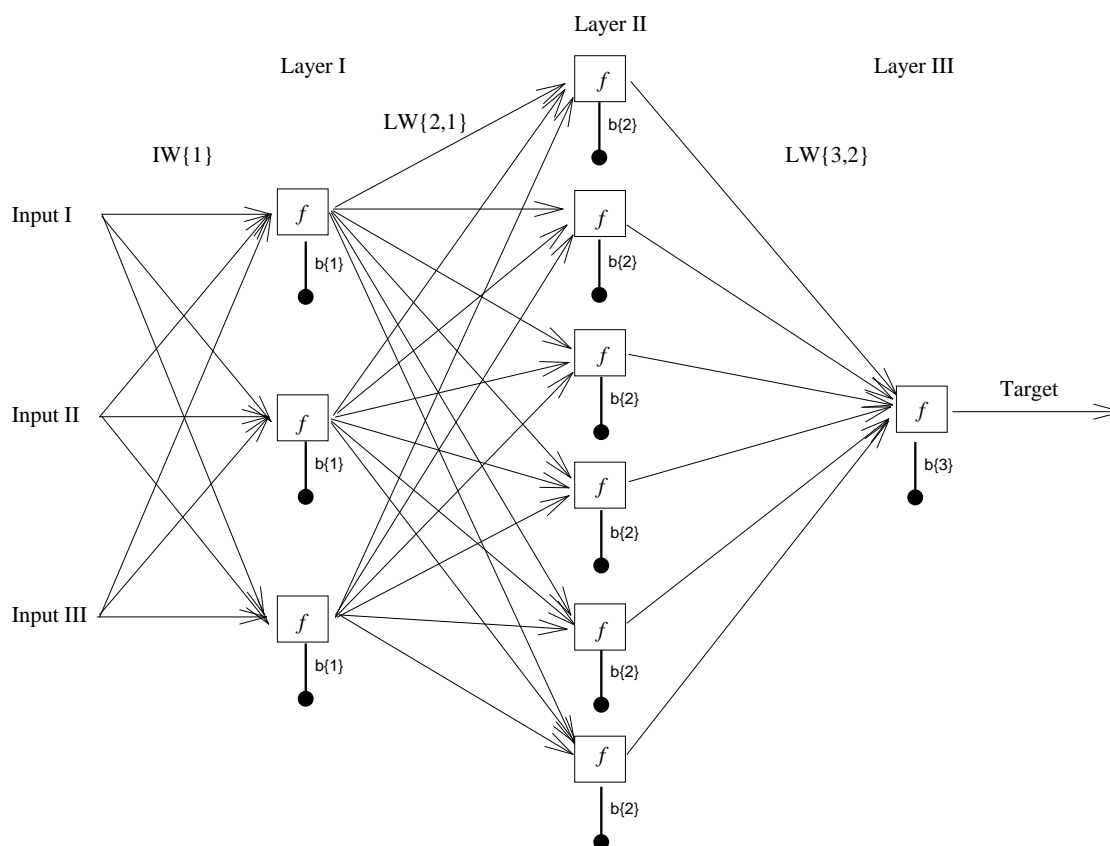 Layer II
Layer I
Layer III
f
b{2}
LW{2,1}
IW{1}
LW{3,2}
Input I
f
b{1}
f
b{2}
f
b{2}
Input II
f
b{1}
f
Target
b{3}
f
b{2}
Input III
f
b{1}
f
b{2}
f
b{2}